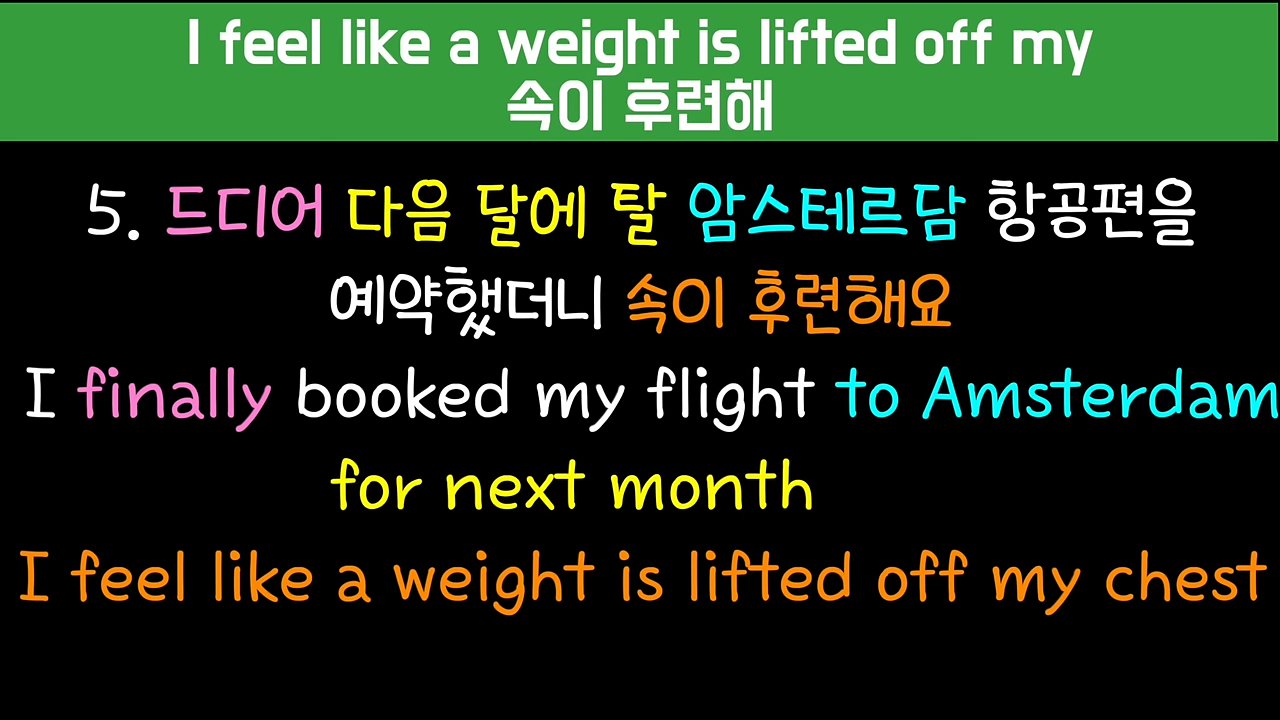 I feel like a weight is lifted off my
속이 후련해
5. 드디어 다음 달에 탈 암스테르담 항공편을
예약했더니 속이 후련해요
I finally booked my flight to Amsterdam
for next month
I feel like a weight is lifted off my chest